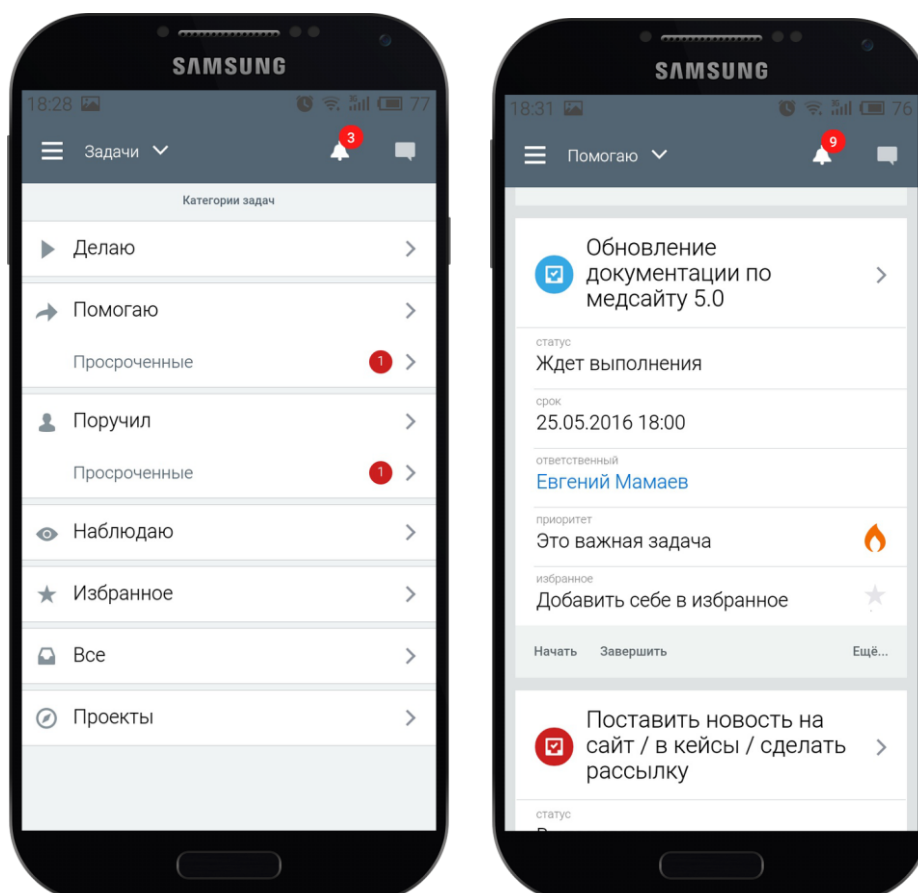 SAMSUNG
18:28
3G
77
Задачи
3
Категории задач
Делаю
Помогаю
Просроченные
1
Поручил
Просроченные
1
Наблюдаю
Избранное
Все
Проекты
SAMSUNG
18:31
3G
76
Помогаю
9
Обновление
документации по
медсайту 5.0
статус
Ждет выполнения
срок
25.05.2016 18:00
ответственный
Евгений Мамаев
приоритет
Это важная задача
избранное
Добавить себе в избранное
Начать Завершить Ещё...
Поставить новость на
сайт / в кейсы / сделать
рассылку
статус